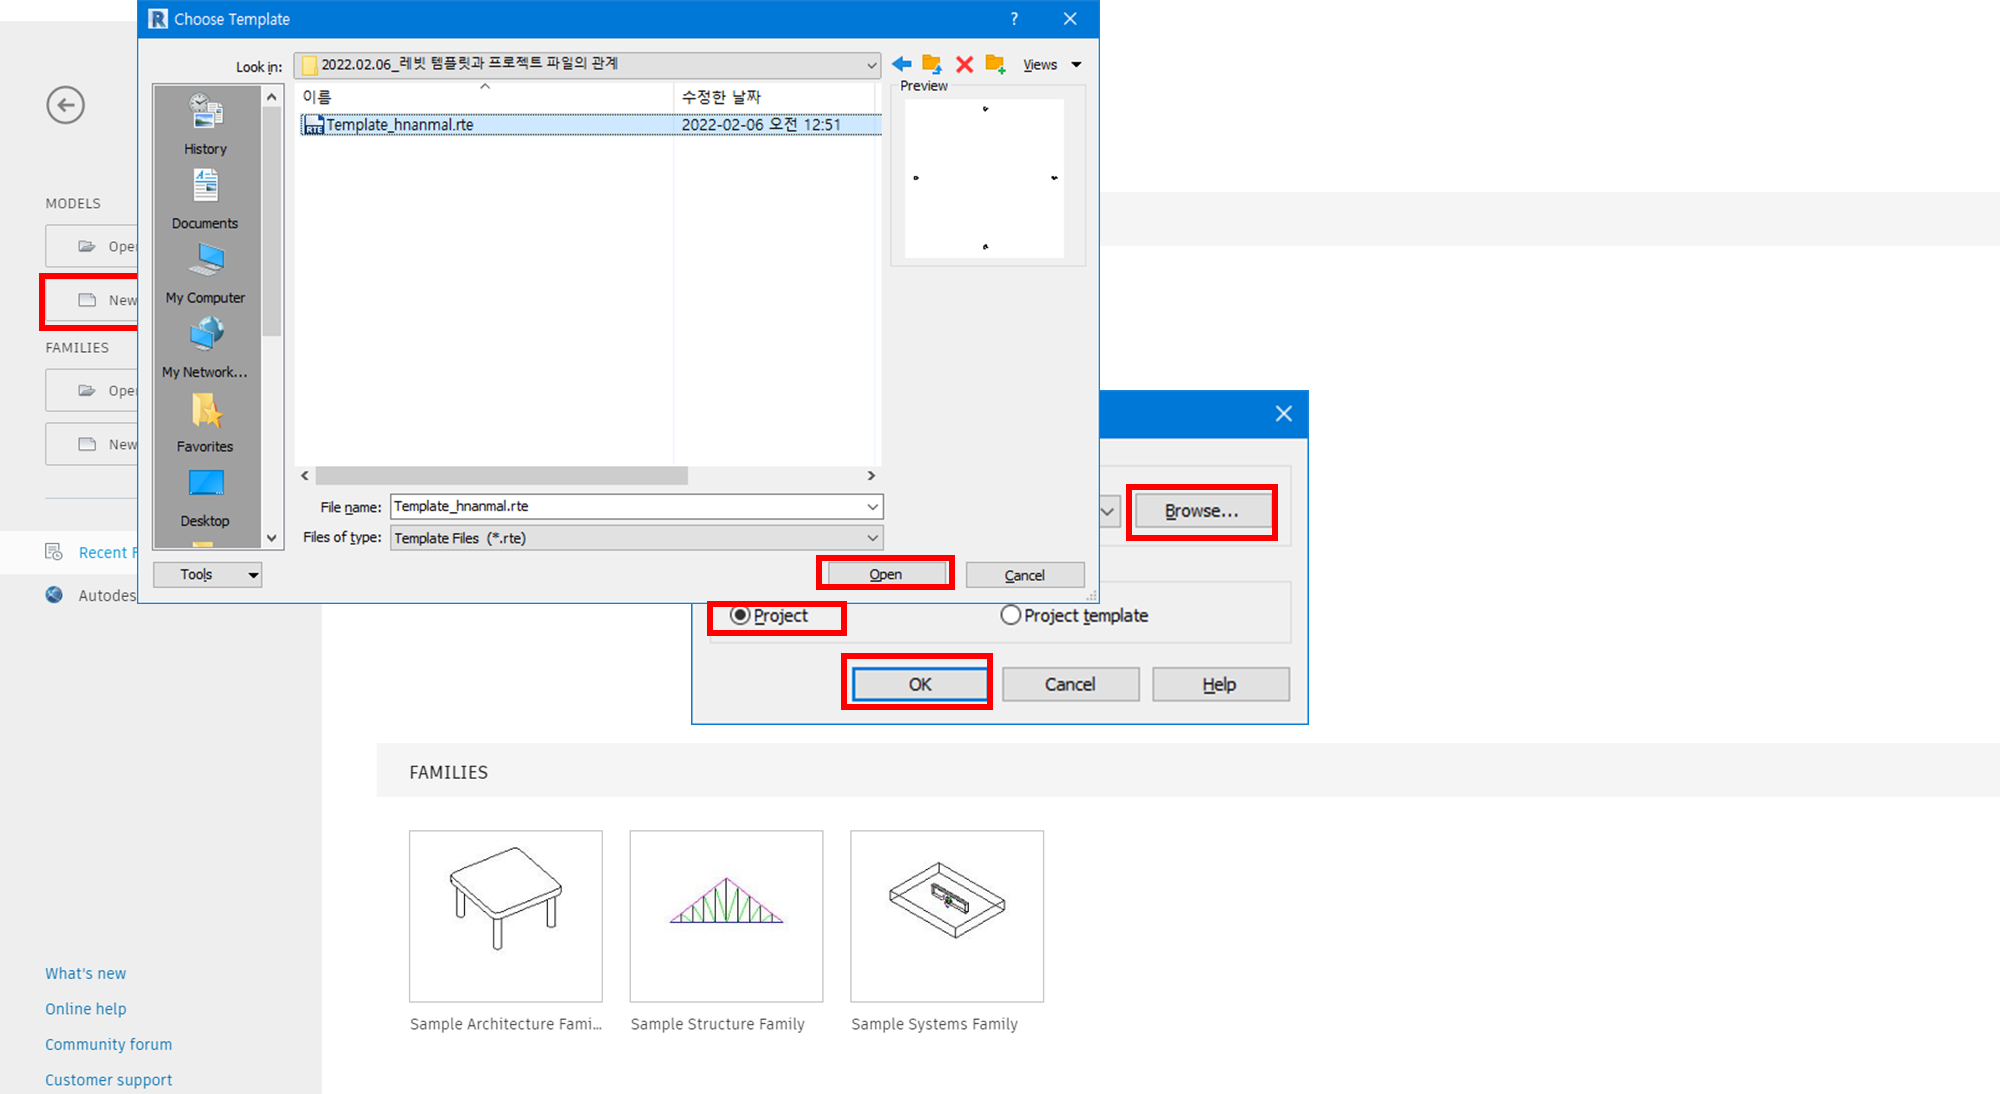 Choose Template
?
Look in:
2022.02.06_레빗 템플릿과 프로젝트 파일의 관계
Views
이름
수정한 날짜
Template_hnanmal.rte
2022-02-06 오전 12:51
Preview
History
Documents
My Computer
My Network...
Favorites
Desktop
File name:
Template_hnanmal.rte
Files of type:
Template Files (*.rte)
Tools
Open
Cancel
MODELS
New
FAMILIES
New
Recent
Browse...
Project
Project template
OK
Cancel
Help
FAMILIES
Sample Architecture Fami...
Sample Structure Family
Sample Systems Family
What's new
Online help
Community forum
Customer support